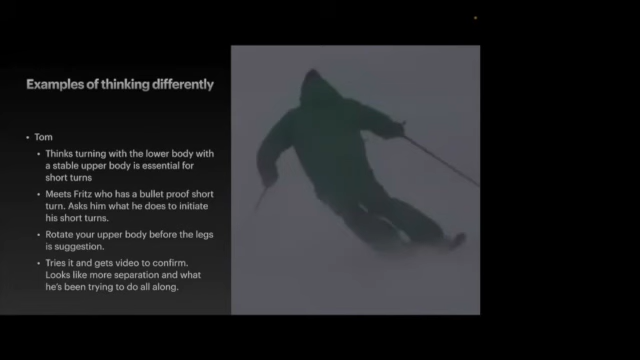 Examples of thinking differently
• Tom
• Thinks turning with the lower body with
a stable upper body is essential for
short turns
• Meets Fritz who has a bullet proof short
turn. Asks him what he does to initiate
his short turns.
• Rotate your upper body before the legs
is suggestion.
• Tries it and gets video to confirm.
Looks like more separation and what
he's been trying to do all along.